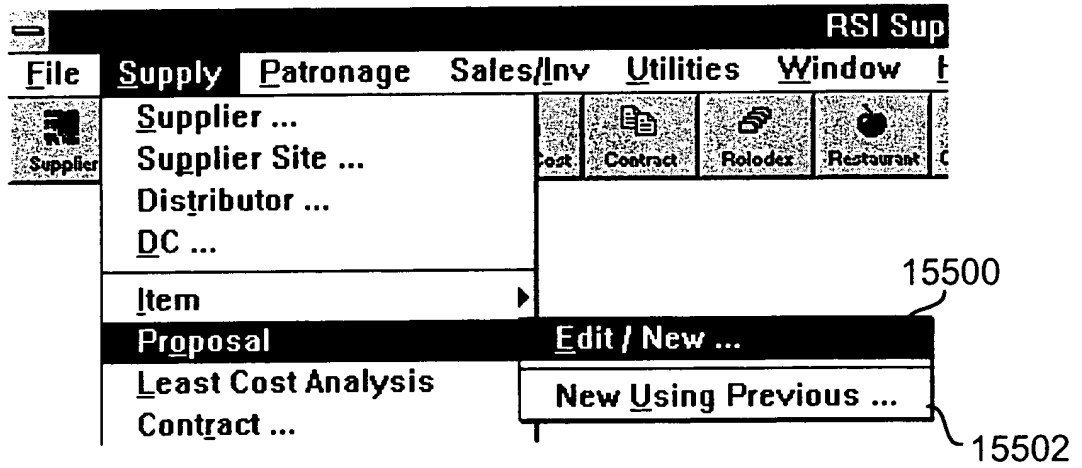 RSI Sup
File Supply Patronage Sales/Inv Utilities Window
Supplier Cost Contract Rolodex Restaurant
Supplier ...
Supplier Site ...
Distributor ...
DC ...
15500
Item
Proposal Edit / New ...
Least Cost Analysis New Using Previous ...
Contract ...
15502